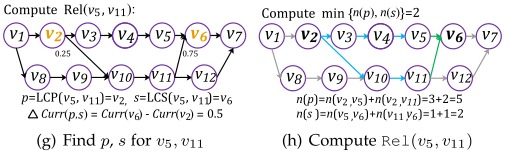 Compute Rel(v5, v11):
v1 v2 v3 v4 v5 v6 v7
0.25 0.75
v8 v9 v10 v11 v12
p=LCP(v5, v11)=v2, s=LCS(v5, v11)=v6
△ Curr(p.s) = Curr(v6) - Curr(v2) = 0.5
(g) Find p, s for v5, v11
Compute min {n(p), n(s)}=2
v1 v2 v3 v4 v5 v6 v7
v8 v9 v10 v11 v12
n(p)=n(v2,v5)+n(v2,v11)=3+2=5
n(s)=n(v5,v6)+n(v11,v6)=1+1=2
(h) Compute Rel(v5, v11)